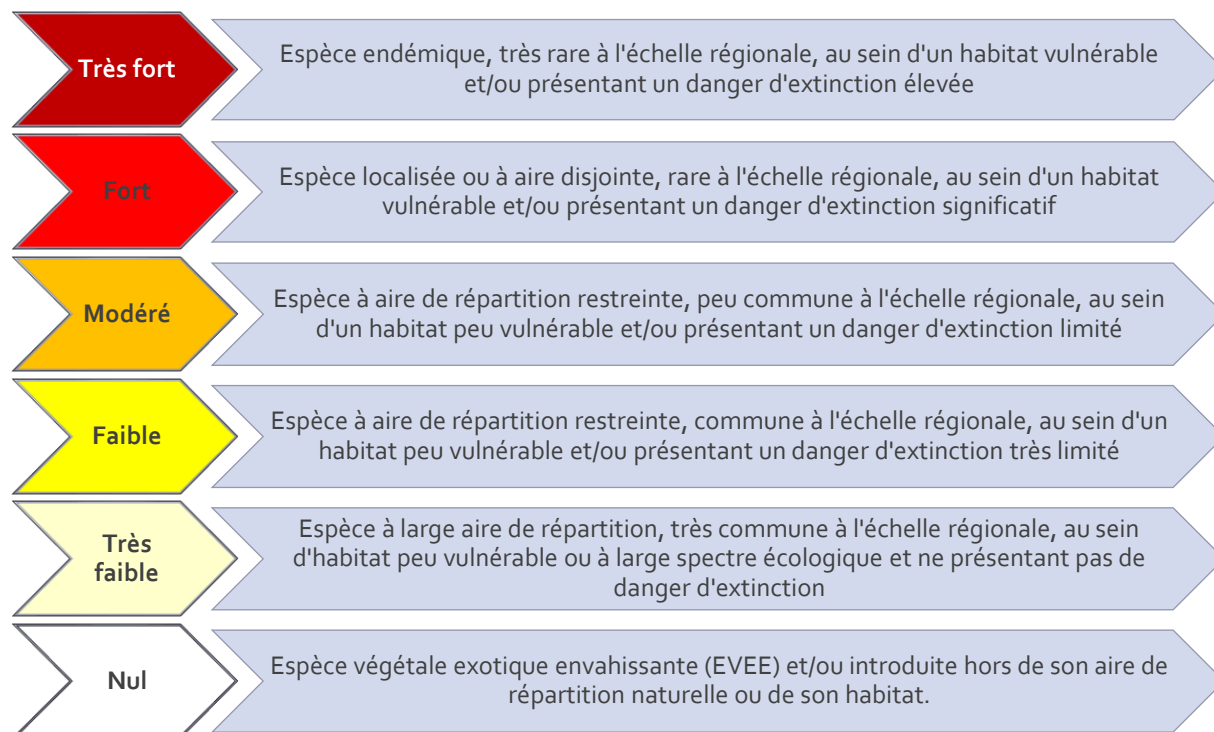 Très fort
Espèce endémique, très rare à l'échelle régionale, au sein d'un habitat vulnérable
et/ou présentant un danger d'extinction élevée
Fort
Espèce localisée ou à aire disjointe, rare à l'échelle régionale, au sein d'un habitat
vulnérable et/ou présentant un danger d'extinction significatif
Modéré
Espèce à aire de répartition restreinte, peu commune à l'échelle régionale, au sein
d'un habitat peu vulnérable et/ou présentant un danger d'extinction limité
Faible
Espèce à aire de répartition restreinte, commune à l'échelle régionale, au sein d'un
habitat peu vulnérable et/ou présentant un danger d'extinction très limité
Très
faible
Espèce à large aire de répartition, très commune à l'échelle régionale, au sein
d'habitat peu vulnérable ou à large spectre écologique et ne présentant pas de
danger d'extinction
Nul
Espèce végétale exotique envahissante (EVEE) et/ou introduite hors de son aire de
répartition naturelle ou de son habitat.